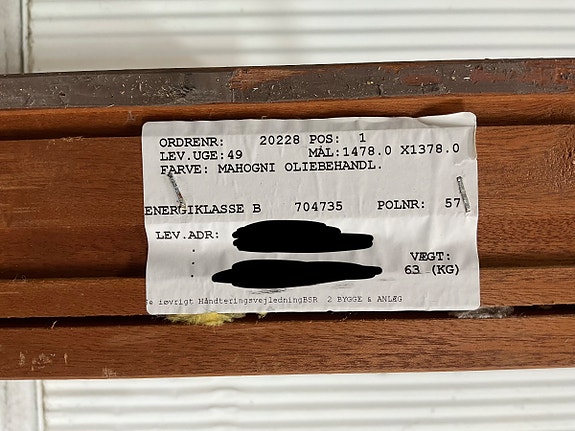 ORDRENR: 20228 POS: 1
LEV.UGE:49 MÅL:1478.0 X1378.0
FARVE: MAHOGNI OLIEBEHANDL.
ENERGIKLASSE B 704735 POLNR: 57
LEV.ADR:
VÆGT:
63 (KG)
e iøvrigt HåndteringsvejledningBSR 2 BYGGE & ANLÆG